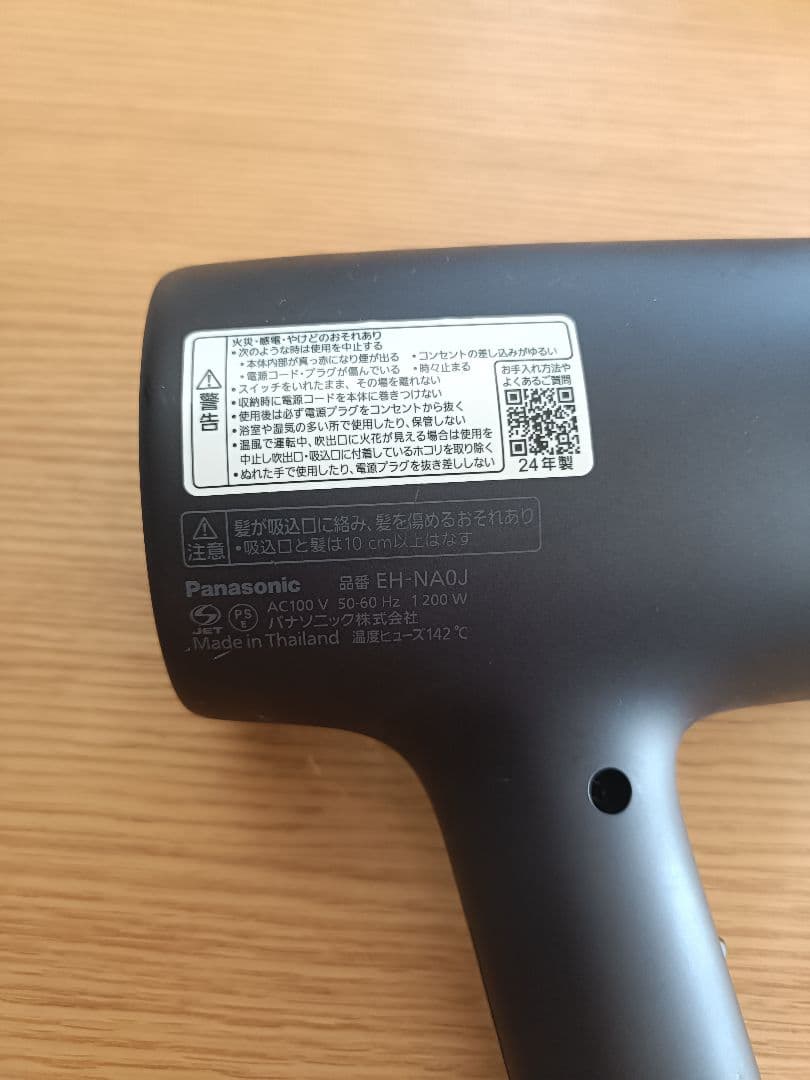 警告
火災・感電・やけどのおそれあり
・次のような時は使用を中止する
・本体内部が真っ赤になり煙が出る ・コンセントの差し込みがゆるい
・電源コード・プラグが傷んでいる ・時々止まる
・スイッチをいれたまま、その場を離れない
・収納時に電源コードを本体に巻きつけない
・使用後は必ず電源プラグをコンセントから抜く
・浴室や湿気の多い所で使用したり、保管しない
・温風で運転中、吹出口に火花が見える場合は使用を
中止し吹出口・吸込口に付着しているホコリを取り除く
・ぬれた手で使用したり、電源プラグを抜き差ししない
お手入れ方法や
よくあるご質問
24年製
注意
髪が吸込口に絡み、髪を傷めるおそれあり
・吸込口と髪は10 cm以上はなす
Panasonic 品番 EH-NA0J
JET PS E AC100 V 50-60 Hz 1 200 W
パナソニック株式会社
Made in Thailand 温度ヒューズ142 ℃